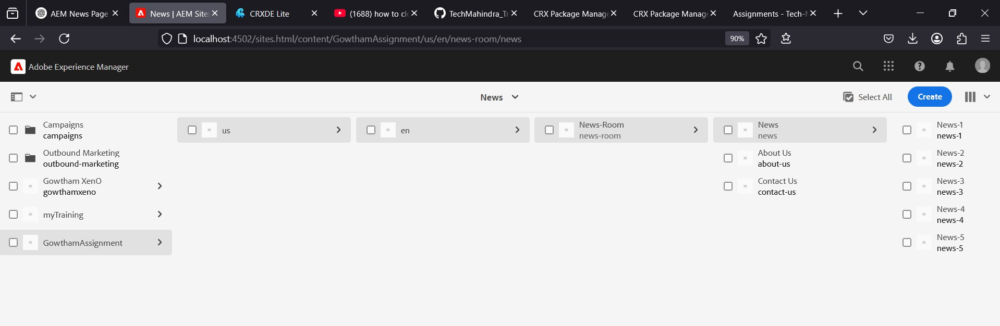 AEM News Page
News | AEM Sites
CRXDE Lite
(1688) how to cl
TechMahindra_Tr
CRX Package Manage
CRX Package Manage
Assignments - Tech-M
localhost:4502/sites.html/content/GowthamAssignment/us/en/news-room/news
90%
Adobe Experience Manager
News
Select All
Create
Campaigns
campaigns
Outbound Marketing
outbound-marketing
Gowtham XenO
gowthamxeno
myTraining
GowthamAssignment
us
en
News-Room
news-room
News
news
About Us
about-us
Contact Us
contact-us
News-1
news-1
News-2
news-2
News-3
news-3
News-4
news-4
News-5
news-5